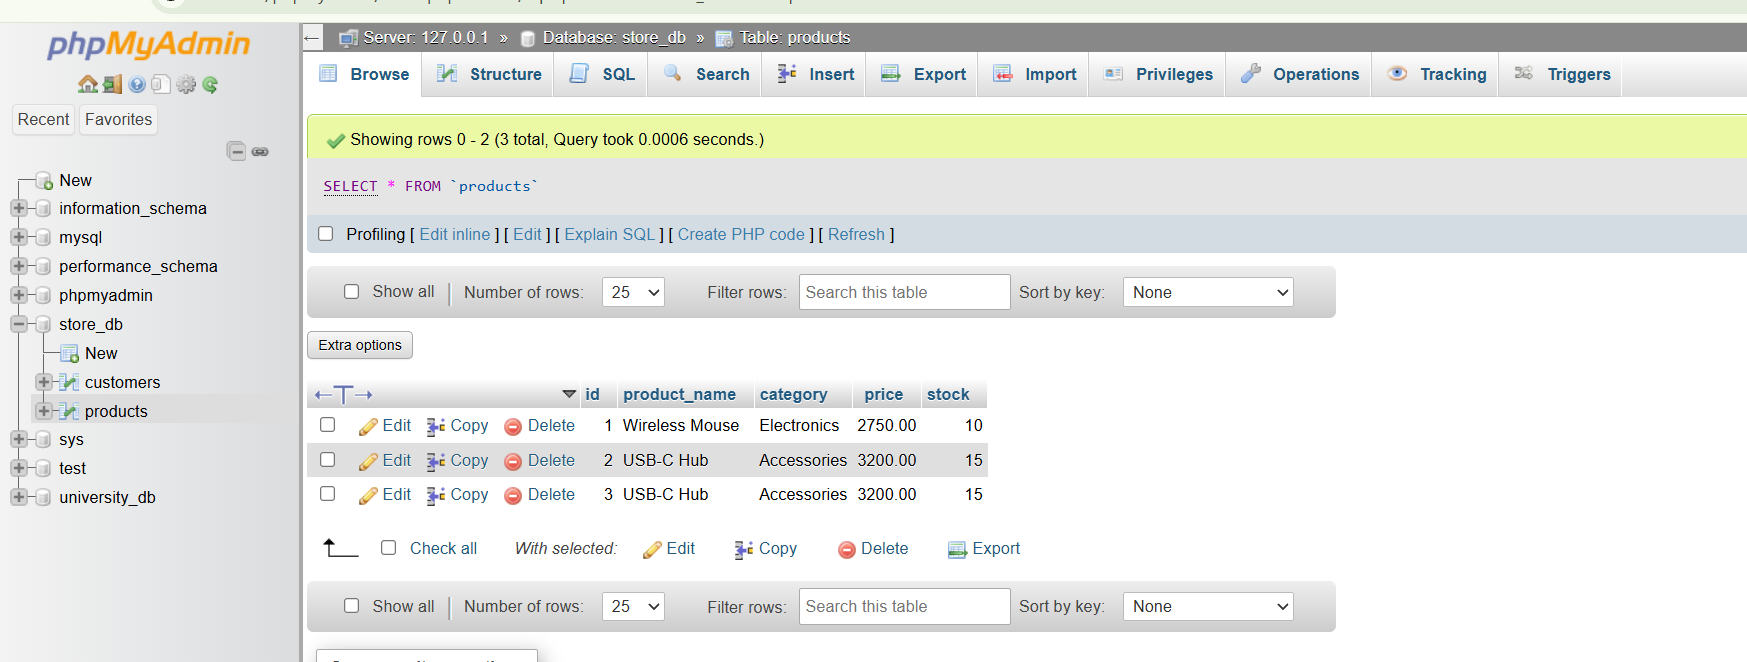 phpMyAdmin
Recent Favorites
New
information_schema
mysql
performance_schema
phpmyadmin
store_db
New
customers
products
sys
test
university_db
Server: 127.0.0.1 » Database: store_db » Table: products
Browse Structure SQL Search Insert Export Import Privileges Operations Tracking Triggers
Showing rows 0 - 2 (3 total, Query took 0.0006 seconds.)
SELECT * FROM `products`
Profiling [ Edit inline ] [ Edit ] [ Explain SQL ] [ Create PHP code ] [ Refresh ]
Show all | Number of rows: 25 Filter rows: Search this table Sort by key: None
Extra options
id product_name category price stock
Edit Copy Delete 1 Wireless Mouse Electronics 2750.00 10
Edit Copy Delete 2 USB-C Hub Accessories 3200.00 15
Edit Copy Delete 3 USB-C Hub Accessories 3200.00 15
Check all With selected: Edit Copy Delete Export
Show all | Number of rows: 25 Filter rows: Search this table Sort by key: None